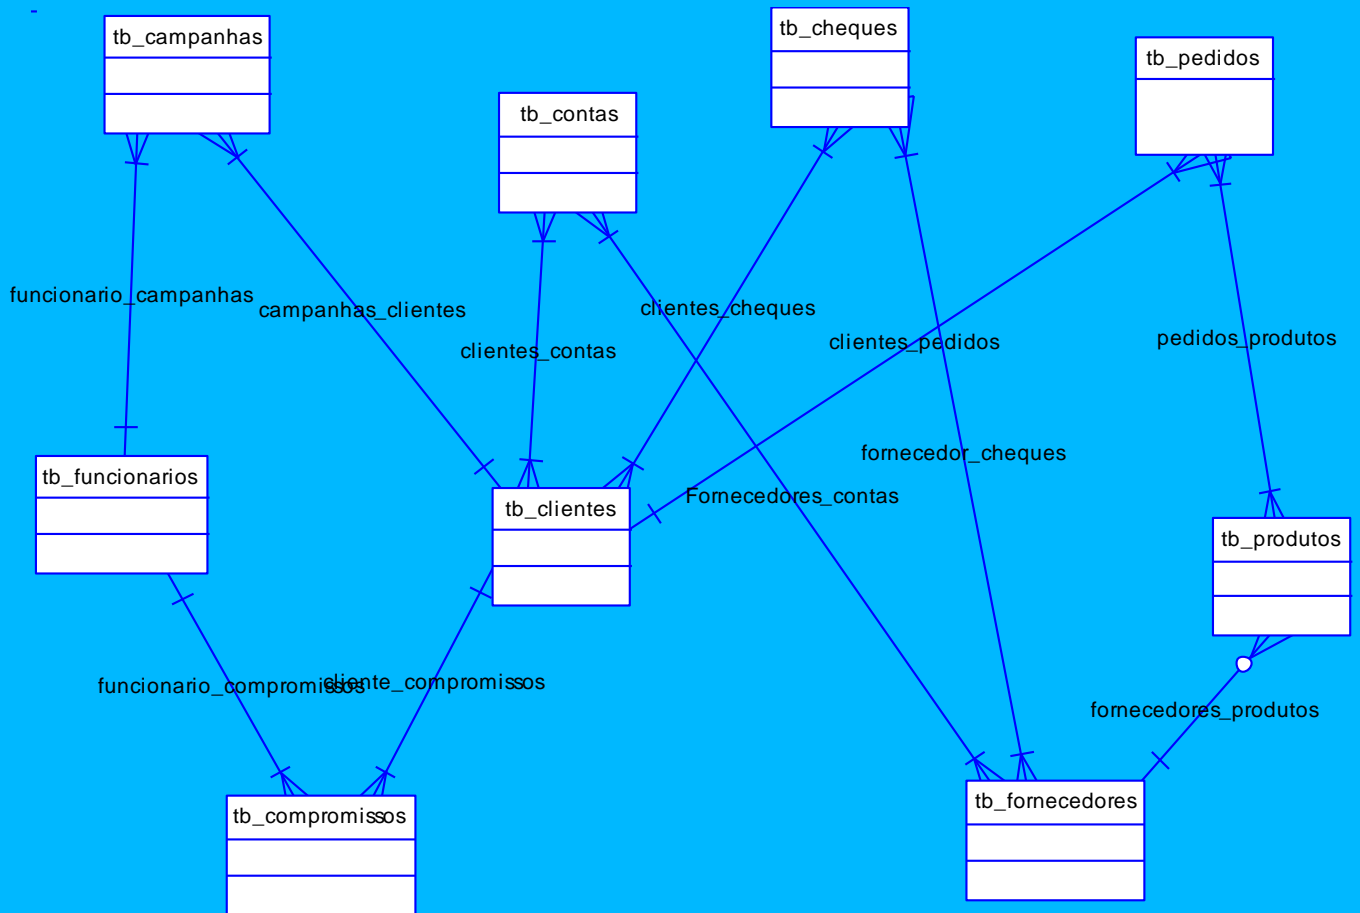 tb_campanhas
tb_cheques
tb_pedidos
tb_contas
funcionario_campanhas
campanhas_clientes
clientes_cheques
clientes_contas
clientes_pedidos
pedidos_produtos
fornecedor_cheques
tb_funcionarios
Fornecedores_contas
tb_clientes
tb_produtos
funcionario_compromissos
cliente_compromissos
fornecedores_produtos
tb_compromissos
tb_fornecedores